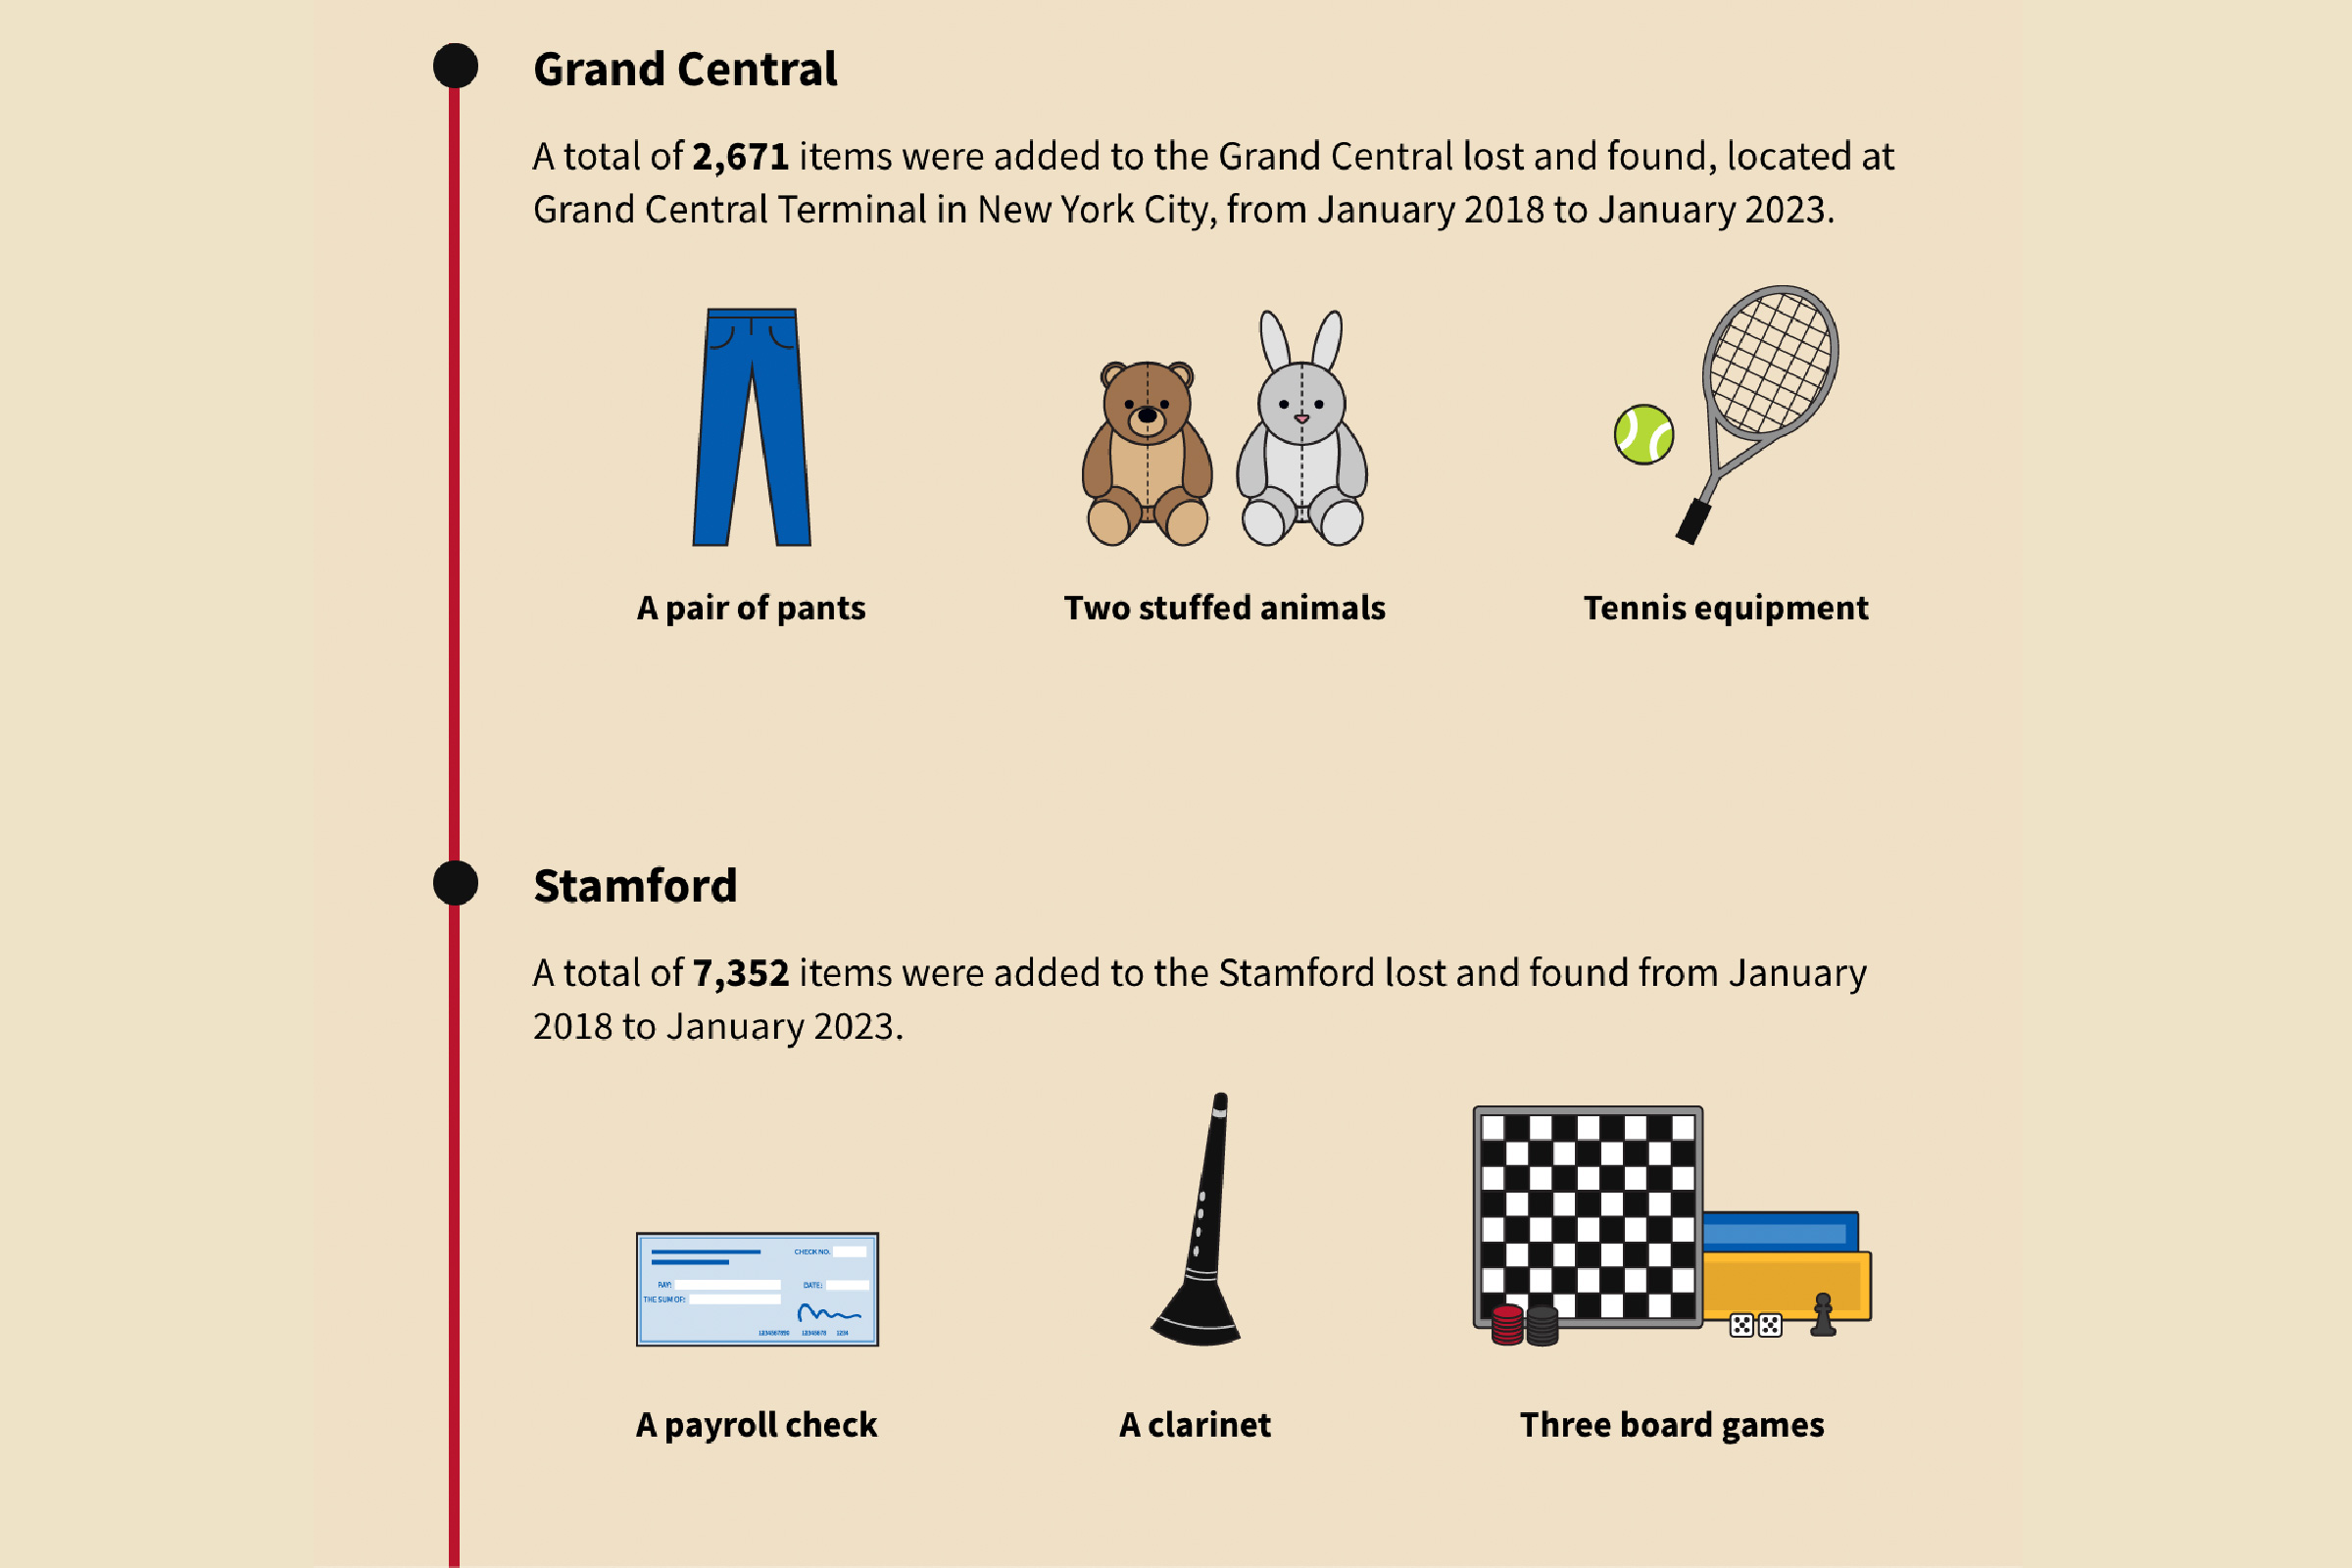 Grand Central
A total of 2,671 items were added to the Grand Central lost and found, located at
Grand Central Terminal in New York City, from January 2018 to January 2023.
A pair of pants
Two stuffed animals
Tennis equipment
Stamford
A total of 7,352 items were added to the Stamford lost and found from January
2018 to January 2023.
CHECK NO:
PAY:
DATE:
THE SUM OF:
1234567890 12345678 1234
A payroll check
A clarinet
Three board games